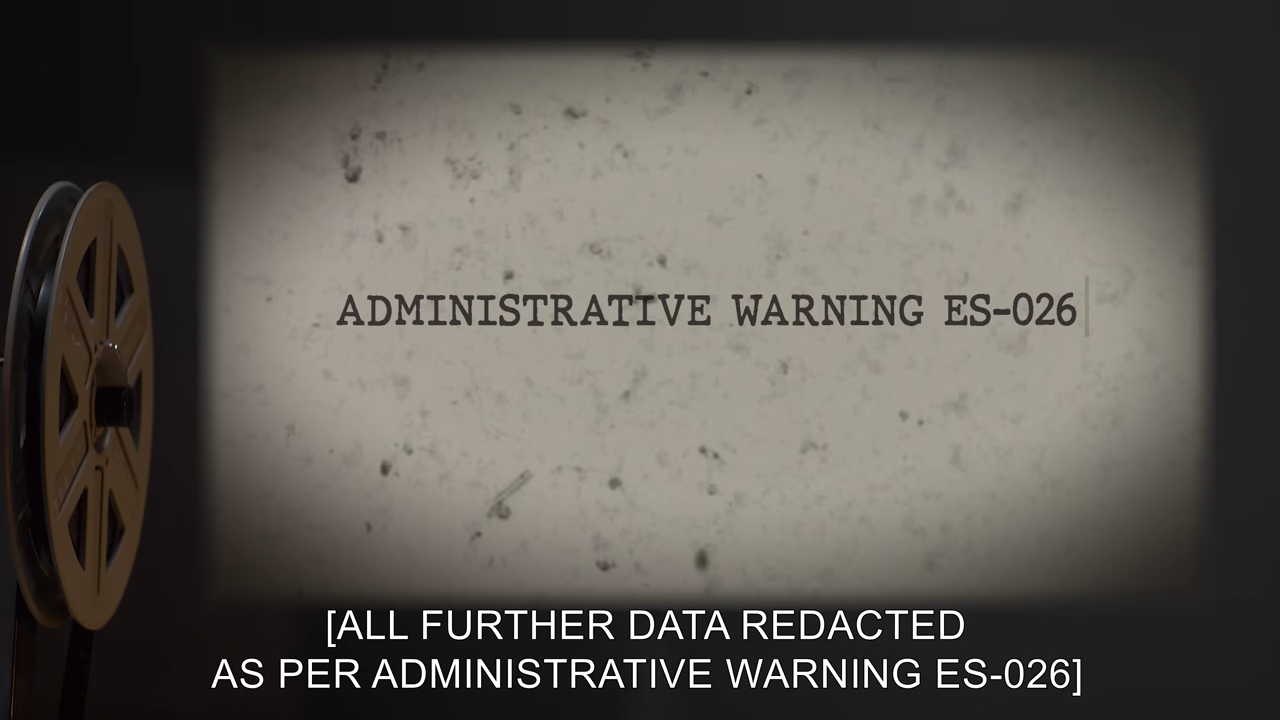 ADMINISTRATIVE WARNING ES-026
[ALL FURTHER DATA REDACTED
AS PER ADMINISTRATIVE WARNING ES-026]